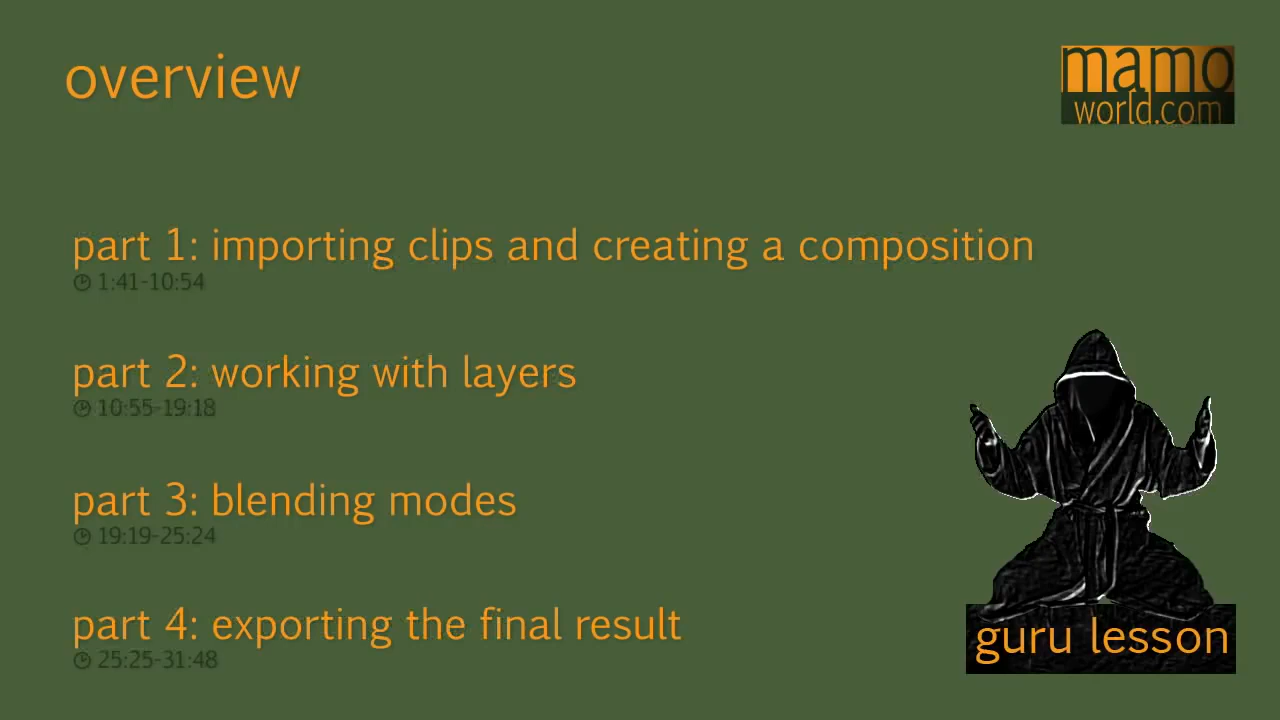 overview
mamo
world.com
part 1: importing clips and creating a composition
1:41-10:54
part 2: working with layers
10:55-19:18
part 3: blending modes
19:19-25:24
part 4: exporting the final result
25:25-31:48
guru lesson